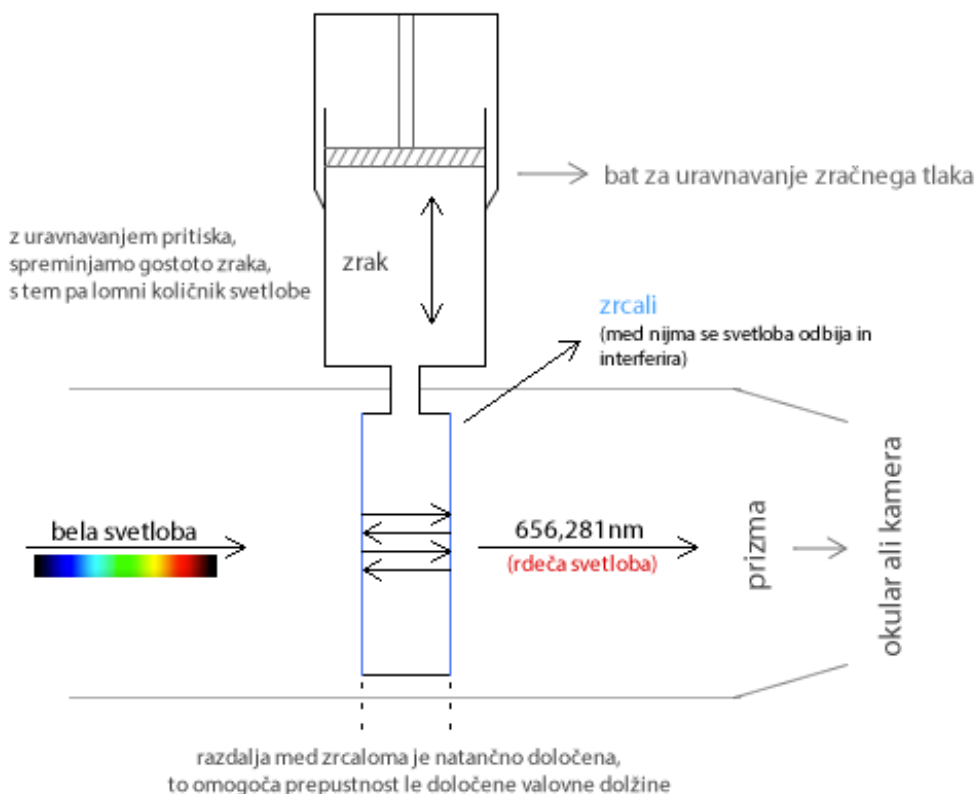 bat za uravnavanje zračnega tlaka
z uravnavanjem pritiska,
spreminjamo gostoto zraka,
s tem pa lomni količnik svetlobe
zrak
zrcali
(med nijma se svetloba odbija in
interferira)
bela svetloba
656,281nm
(rdeča svetloba)
prizma
okular ali kamera
razdalja med zrcaloma je natančno določena,
to omogoča prepustnost le določene valovne dolžine